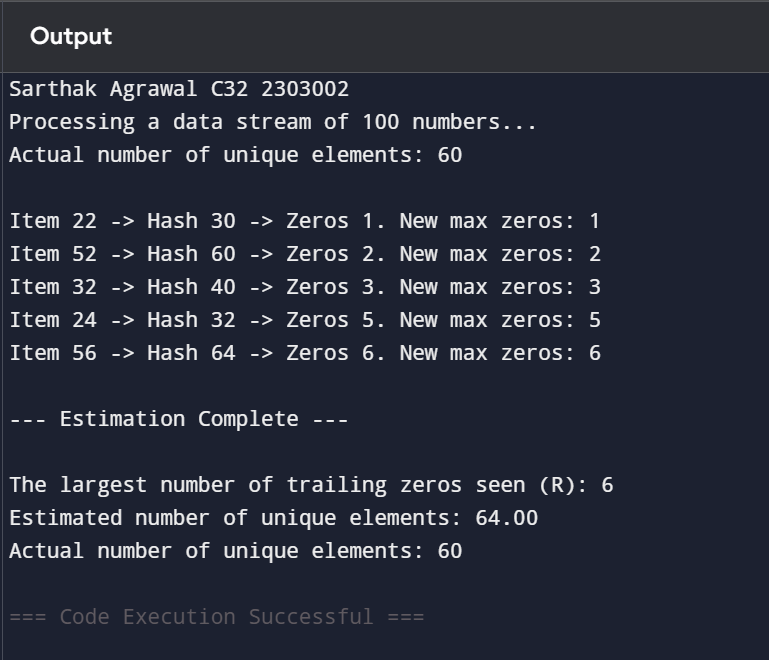 Output
Sarthak Agrawal C32 2303002
Processing a data stream of 100 numbers...
Actual number of unique elements: 60
Item 22 -> Hash 30 -> Zeros 1. New max zeros: 1
Item 52 -> Hash 60 -> Zeros 2. New max zeros: 2
Item 32 -> Hash 40 -> Zeros 3. New max zeros: 3
Item 24 -> Hash 32 -> Zeros 5. New max zeros: 5
Item 56 -> Hash 64 -> Zeros 6. New max zeros: 6
--- Estimation Complete ---
The largest number of trailing zeros seen (R): 6
Estimated number of unique elements: 64.00
Actual number of unique elements: 60
=== Code Execution Successful ===